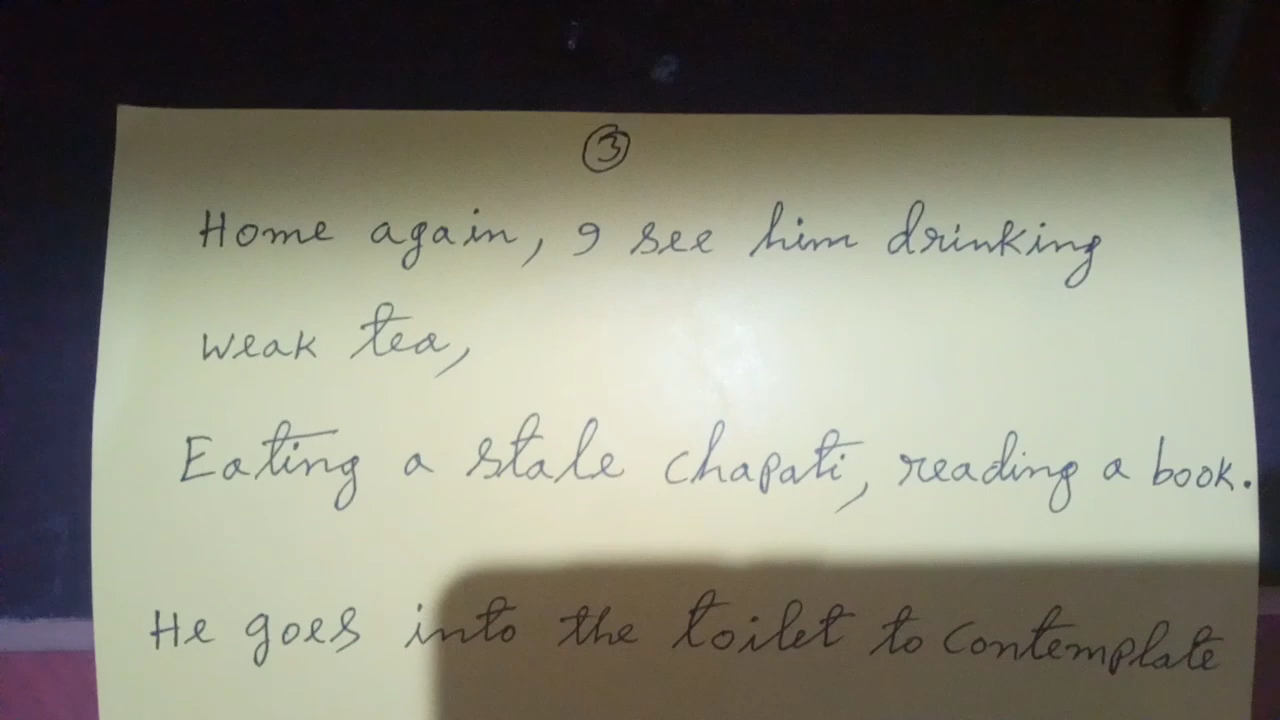 3
Home again, I see him drinking
weak tea,
Eating a stale chapati, reading a book.
He goes into the toilet to contemplate